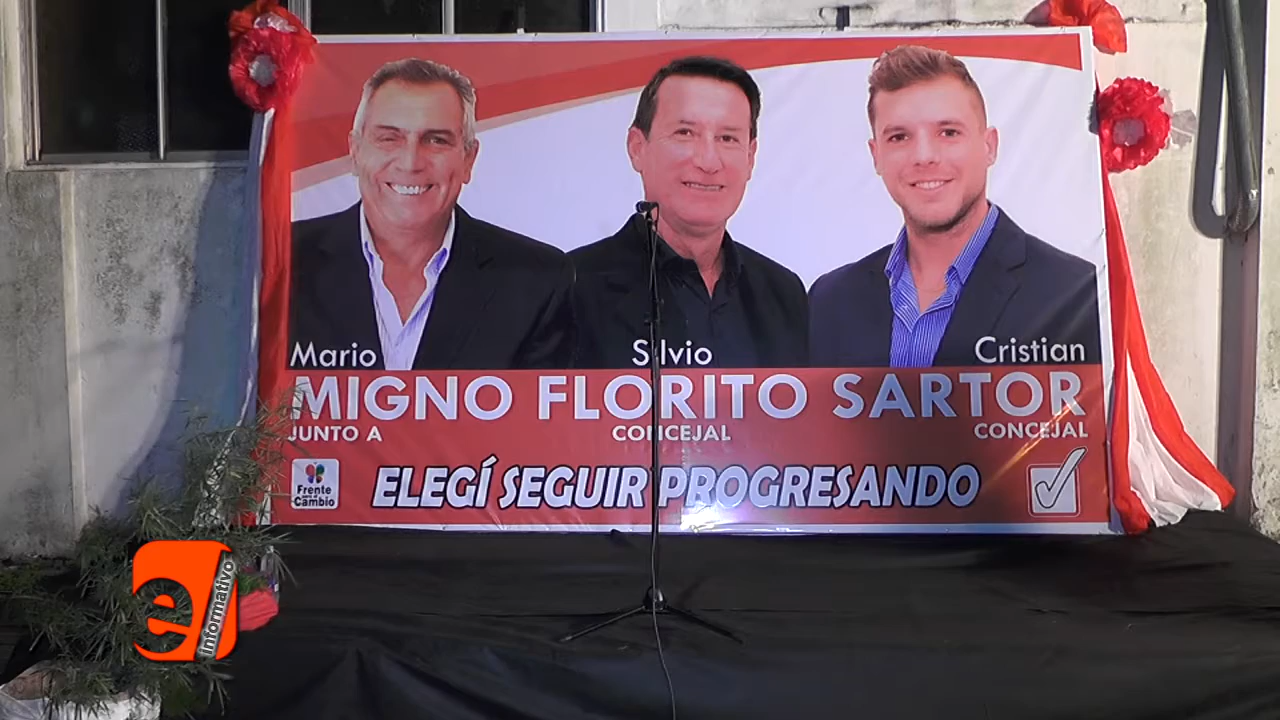 Mario Silvio Cristian
MIGNO FLORITO SARTOR
JUNTO A CONCEJAL CONCEJAL
Frente
Cambio
ELEGÍ SEGUIR PROGRESANDO
e informativo